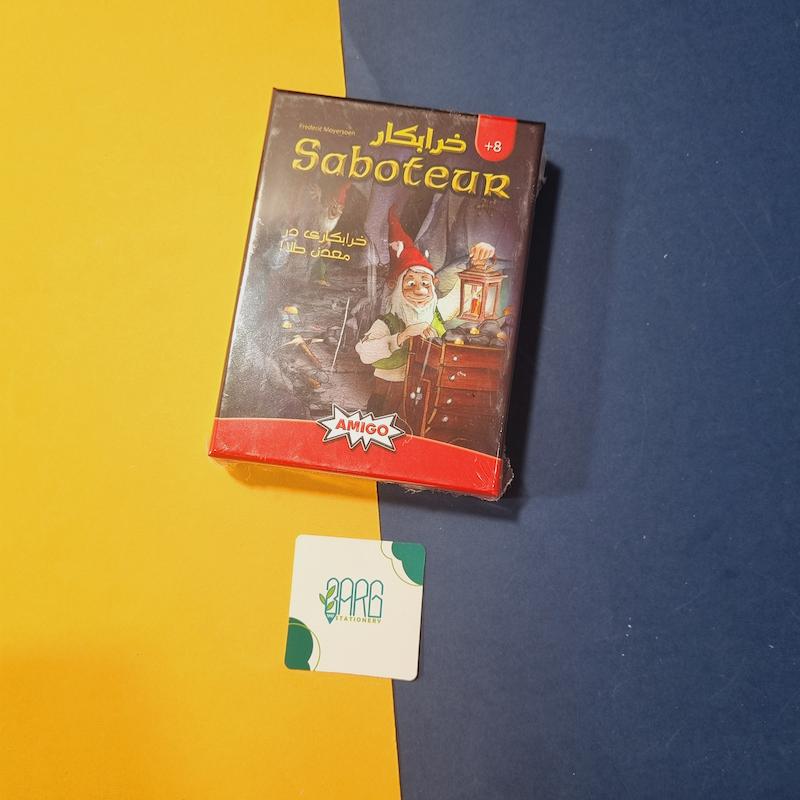 Frederic Moyersoen
خرابکار
+8
Saboteur
خرابکاری در
معدن طلا!
AMIGO
BARG
STATIONERY